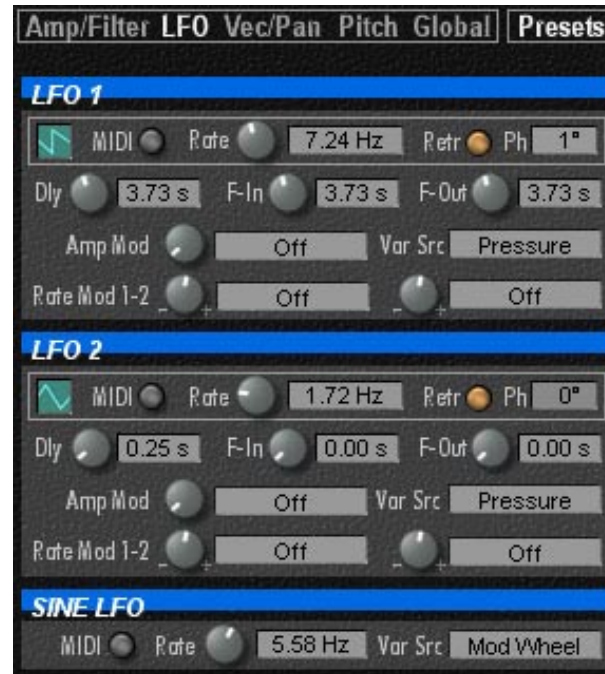 Amp/Filter LFO Vec/Pan Pitch Global Presets
LFO 1
MIDI Rate 7.24 Hz Retr Ph 1°
Dly 3.73 s F-In 3.73 s F-Out 3.73 s
Amp Mod Off Var Src Pressure
Rate Mod 1-2 - + Off - + Off
LFO 2
MIDI Rate 1.72 Hz Retr Ph 0°
Dly 0.25 s F-In 0.00 s F-Out 0.00 s
Amp Mod Off Var Src Pressure
Rate Mod 1-2 - + Off - + Off
SINE LFO
MIDI Rate 5.58 Hz Var Src Mod Wheel